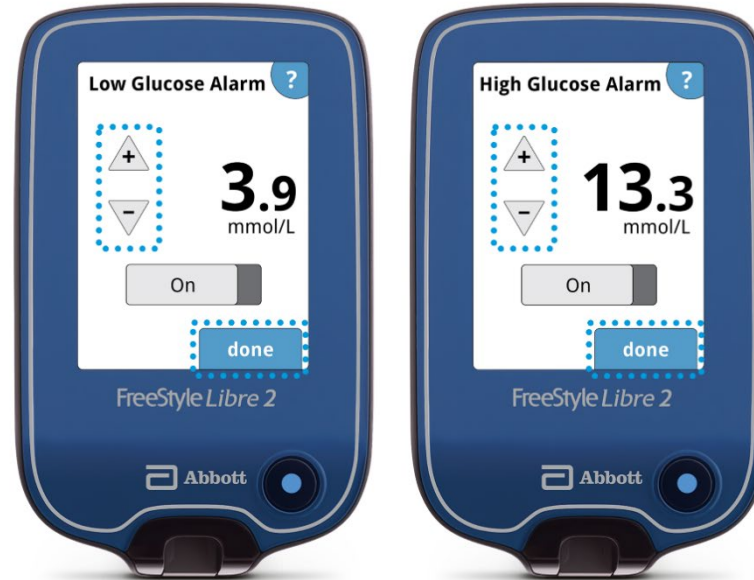 Low Glucose Alarm ?
+
3.9
−
mmol/L
On
done
FreeStyle Libre 2
Abbott
High Glucose Alarm ?
+
13.3
−
mmol/L
On
done
FreeStyle Libre 2
Abbott